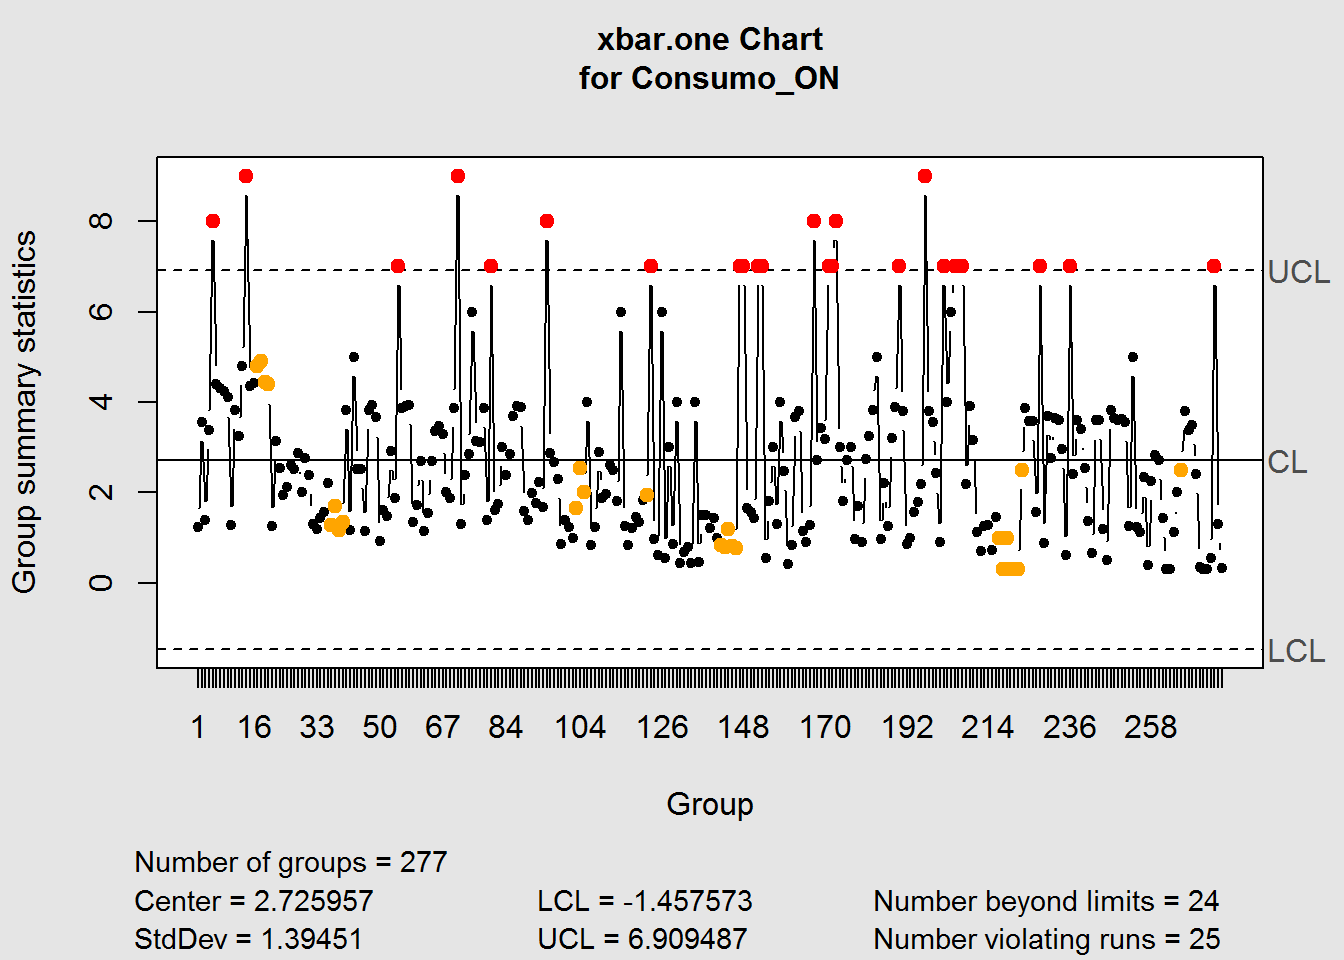 xbar.one Chart
for Consumo_ON
Group summary statistics
8
6
4
2
0
UCL
CL
LCL
1 16 33 50 67 84 104 126 148 170 192 214 236 258
Group
Number of groups = 277
Center = 2.725957 LCL = -1.457573 Number beyond limits = 24
StdDev = 1.39451 UCL = 6.909487 Number violating runs = 25